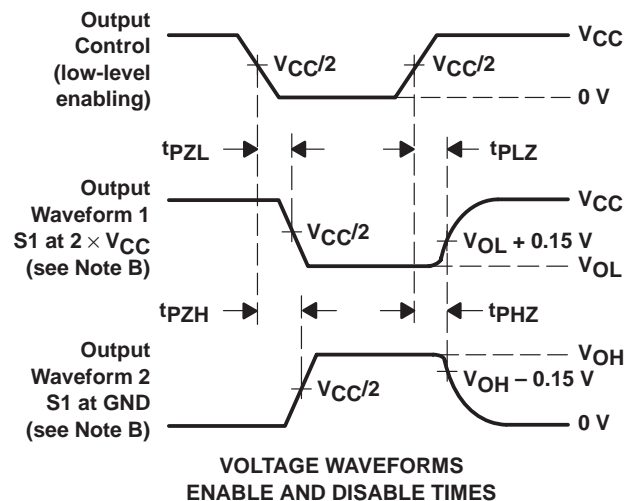 Output
Control
(low-level
enabling)
VCC/2
VCC/2
VCC
0 V
tPZL
tPLZ
Output
Waveform 1
S1 at 2 × VCC
(see Note B)
VCC/2
VCC
VOL + 0.15 V
VOL
tPZH
tPHZ
Output
Waveform 2
S1 at GND
(see Note B)
VCC/2
VOH
VOH – 0.15 V
0 V
VOLTAGE WAVEFORMS
ENABLE AND DISABLE TIMES